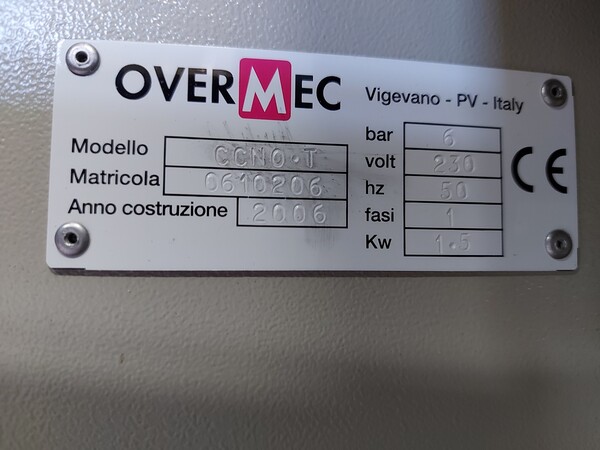 OVERMEC Vigevano - PV - Italy
Modello CCNO·T
Matricola 0610206
Anno costruzione 2006
bar 6
volt 230
hz 50
fasi 1
Kw 1.5
CE